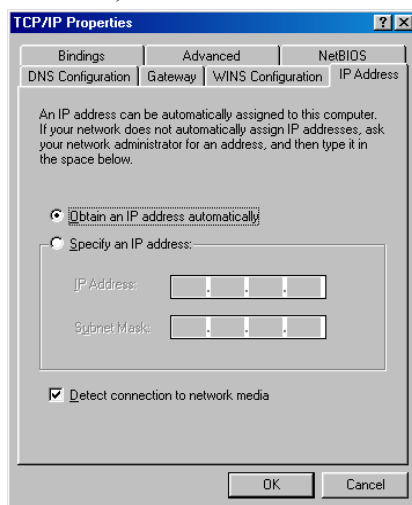 TCP/IP Properties
Bindings Advanced NetBIOS
DNS Configuration Gateway WINS Configuration IP Address
An IP address can be automatically assigned to this computer.
If your network does not automatically assign IP addresses, ask
your network administrator for an address, and then type it in
the space below.
Obtain an IP address automatically
Specify an IP address:
IP Address:
Subnet Mask:
Detect connection to network media
OK Cancel